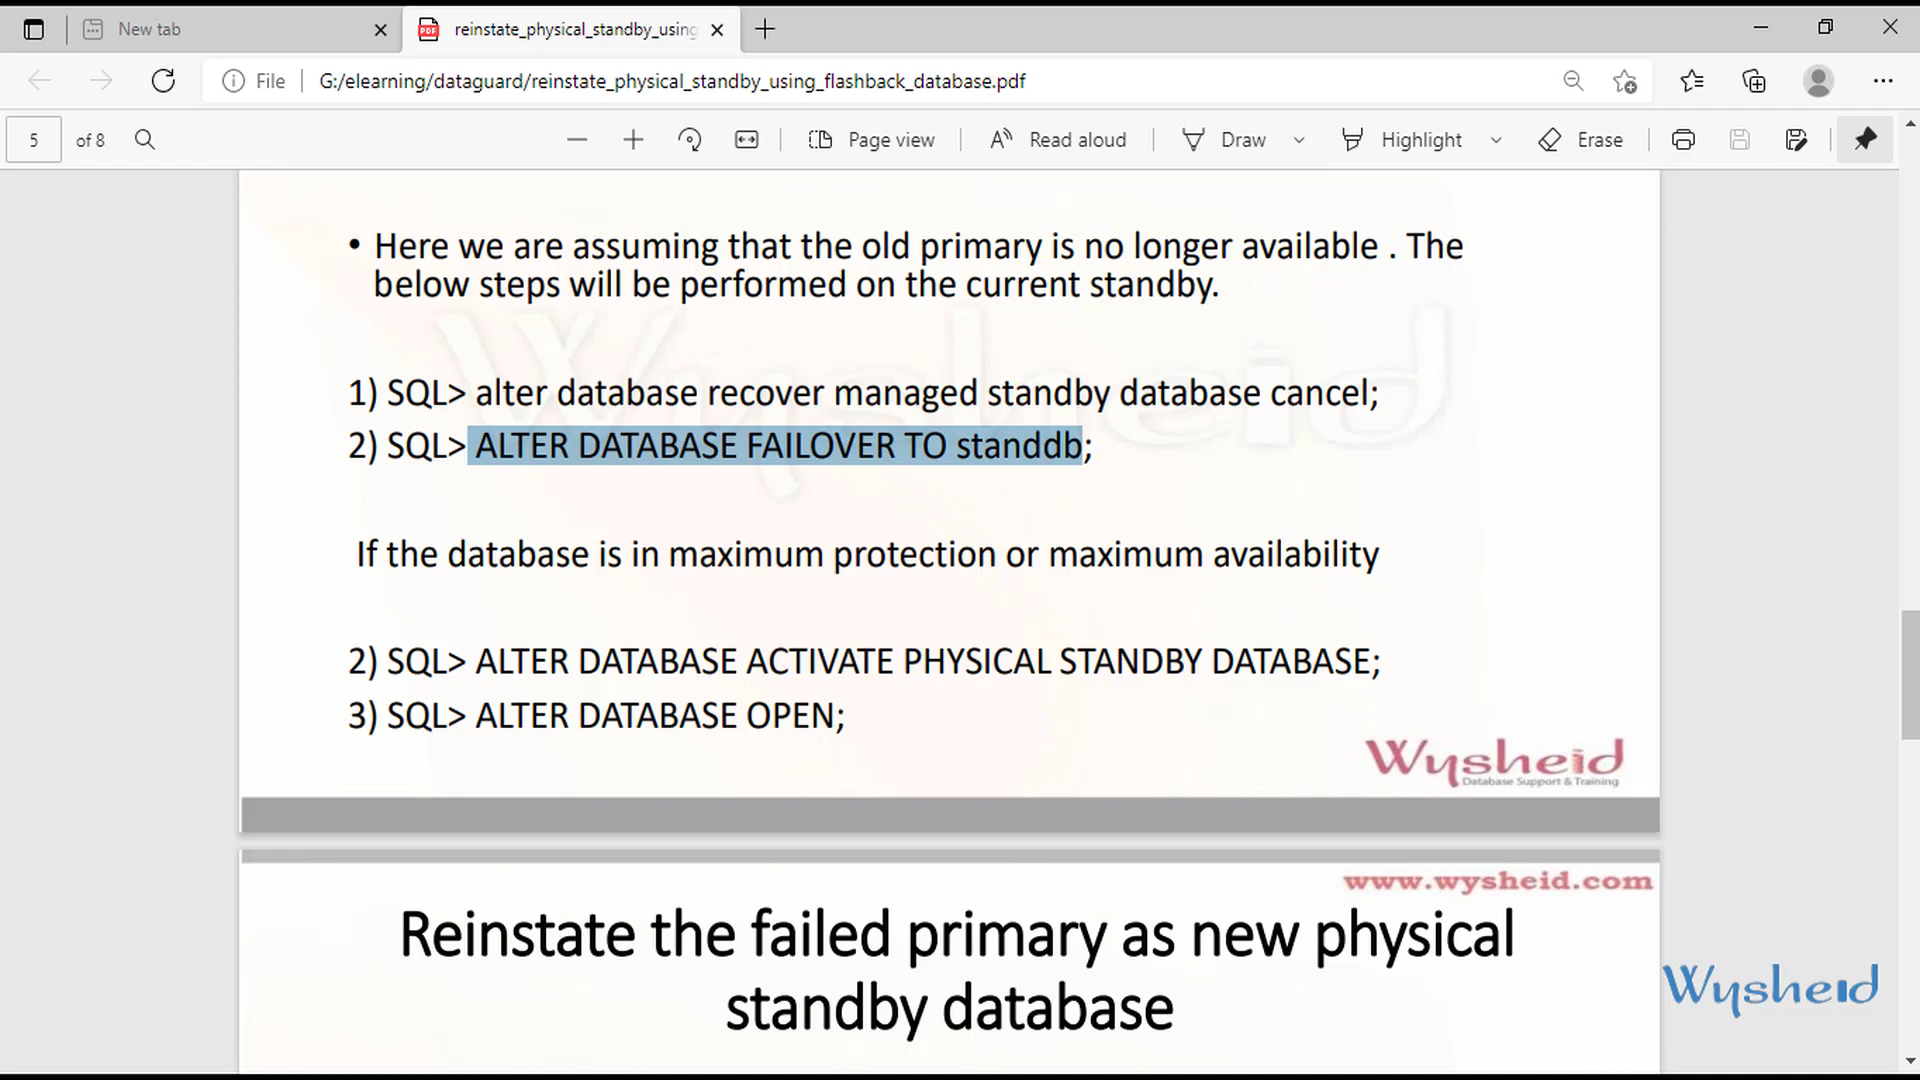 New tab
reinstate_physical_standby_using
File
G:/elearning/dataguard/reinstate_physical_standby_using_flashback_database.pdf
5 of 8
Page view
Read aloud
Draw
Highlight
Erase
• Here we are assuming that the old primary is no longer available . The
below steps will be performed on the current standby.
1) SQL> alter database recover managed standby database cancel;
2) SQL> ALTER DATABASE FAILOVER TO standdb;
If the database is in maximum protection or maximum availability
2) SQL> ALTER DATABASE ACTIVATE PHYSICAL STANDBY DATABASE;
3) SQL> ALTER DATABASE OPEN;
Wysheid
Database Support & Training
www.wysheid.com
Reinstate the failed primary as new physical
standby database
Wysheid